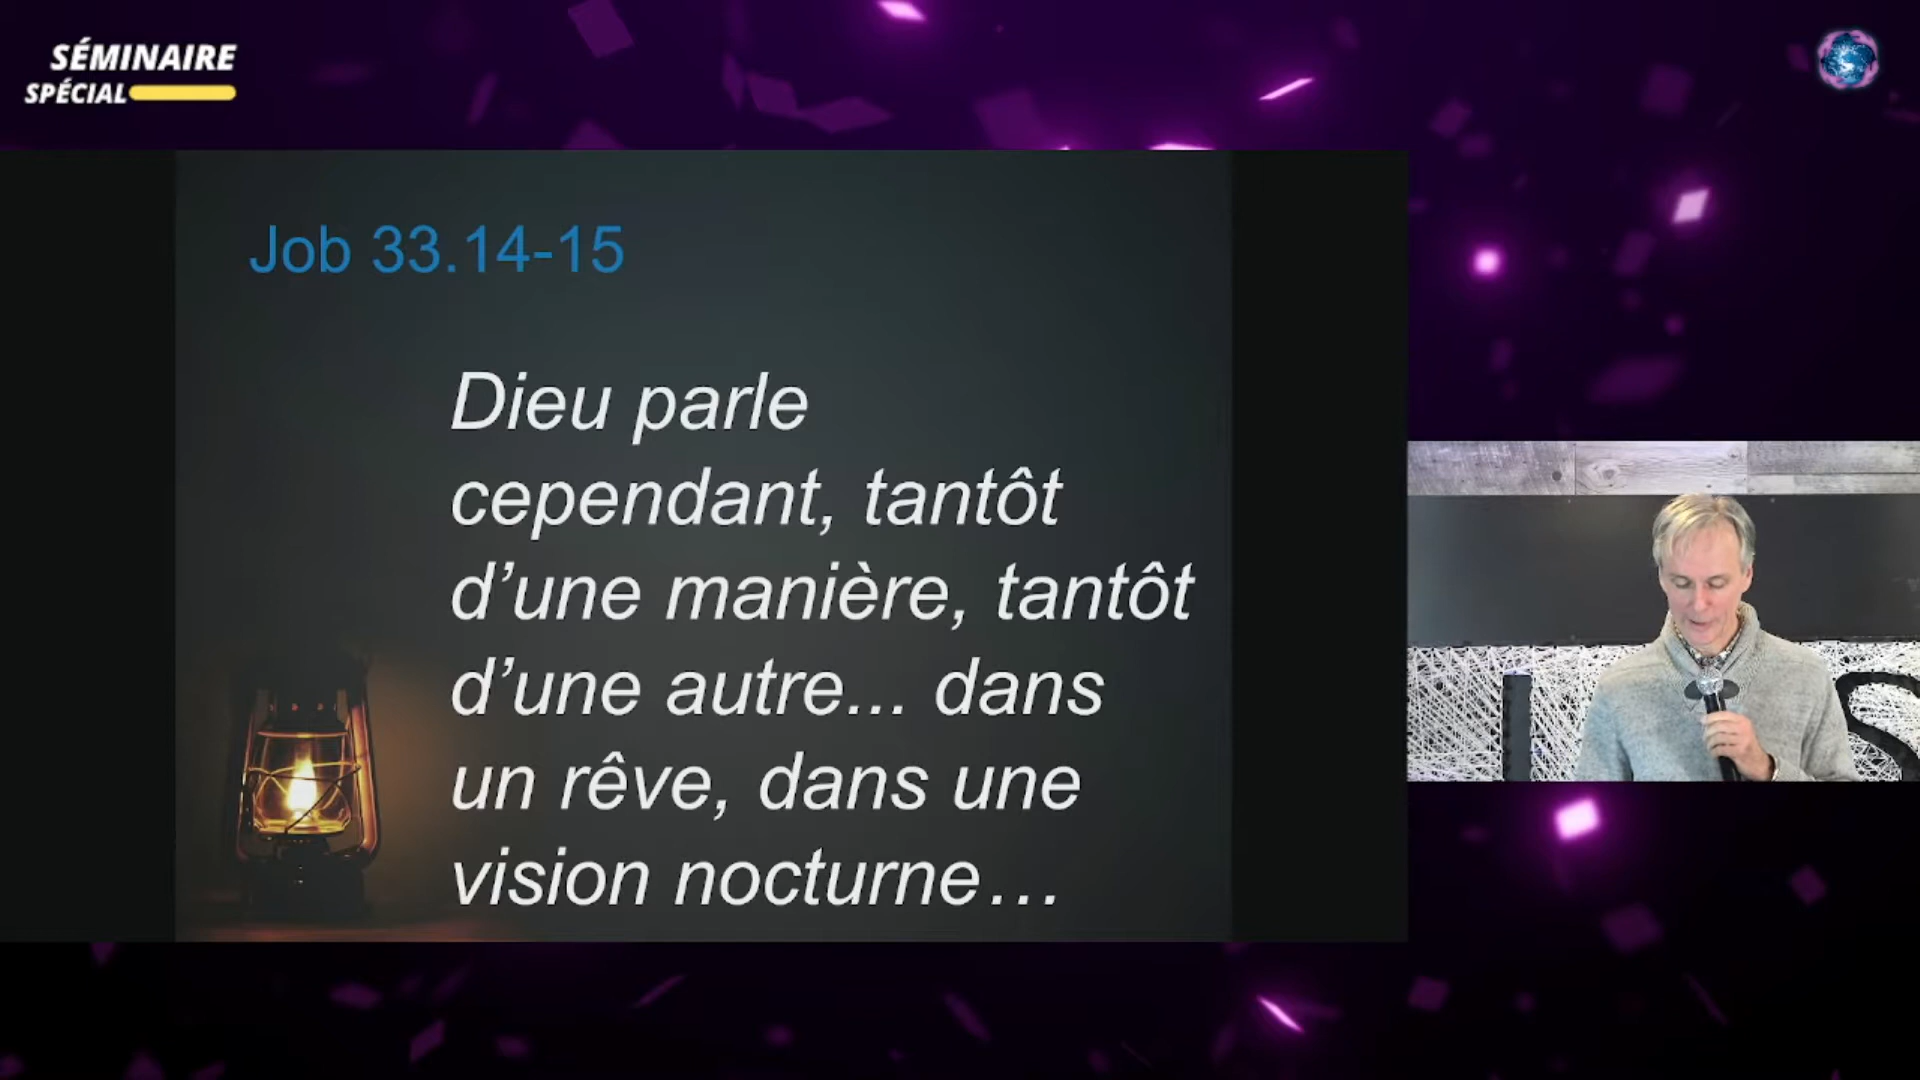 SÉMINAIRE
SPÉCIAL
Job 33.14-15
Dieu parle
cependant, tantôt
d’une manière, tantôt
d’une autre... dans
un rêve, dans une
vision nocturne…